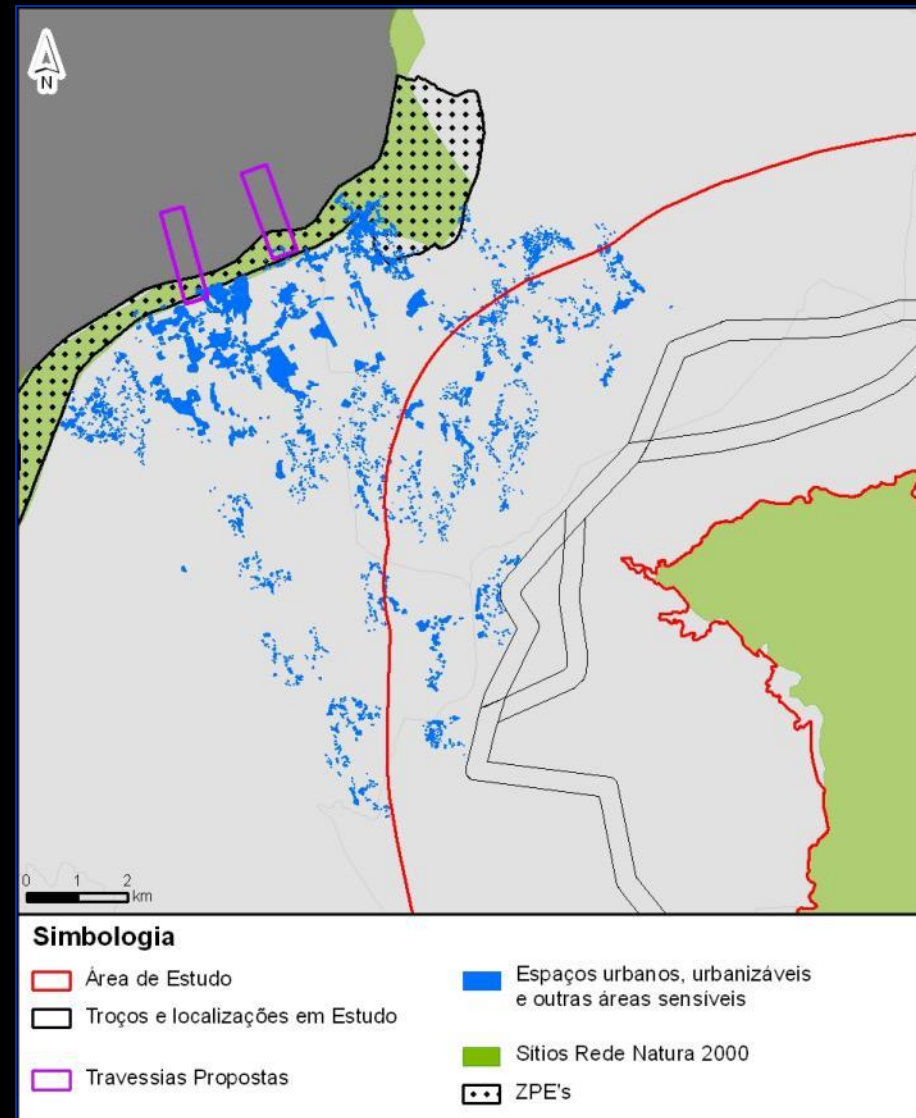 N
0 1 2
km
Simbologia
Área de Estudo
Troços e localizações em Estudo
Travessias Propostas
Espaços urbanos, urbanizáveis
e outras áreas sensíveis
Sítios Rede Natura 2000
ZPE's